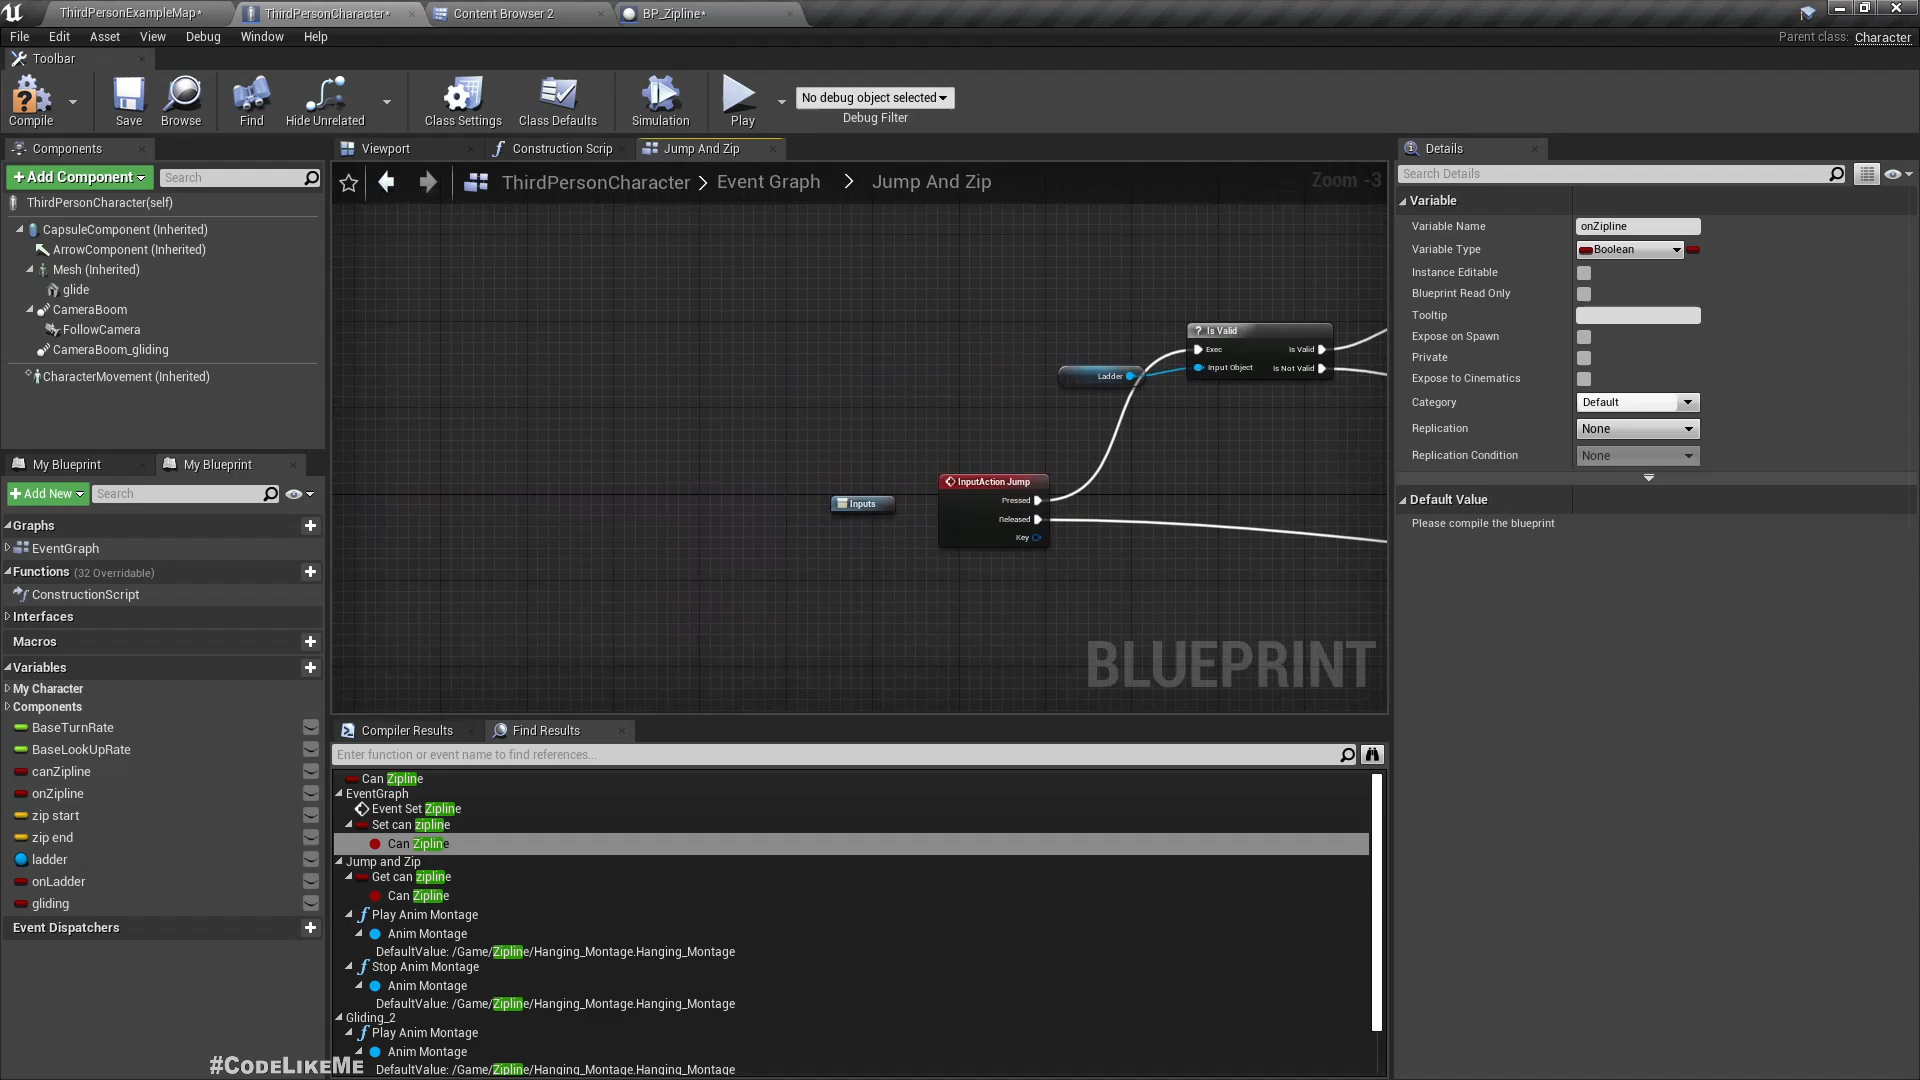 ThirdPersonExampleMap*
ThirdPersonCharacter*
Content Browser 2
BP_Zipline*
File Edit Asset View Debug Window Help
Parent class: Character
Toolbar
Compile
Save
Browse
Find
Hide Unrelated
Class Settings
Class Defaults
Simulation
Play
No debug object selected
Debug Filter
Components
Viewport
Construction Scrip
Jump And Zip
Details
+Add Component
Search
ThirdPersonCharacter > Event Graph > Jump And Zip
Zoom -3
Search Details
ThirdPersonCharacter(self)
CapsuleComponent (Inherited)
ArrowComponent (Inherited)
Mesh (Inherited)
glide
CameraBoom
FollowCamera
CameraBoom_gliding
CharacterMovement (Inherited)
My Blueprint
My Blueprint
+Add New
Search
Graphs
EventGraph
Functions (32 Overridable)
ConstructionScript
Interfaces
Macros
Variables
My Character
Components
BaseTurnRate
BaseLookUpRate
canZipline
onZipline
zip start
zip end
ladder
onLadder
gliding
Event Dispatchers
? Is Valid
Exec
Is Valid
Input Object
Is Not Valid
Ladder
Inputs
InputAction Jump
Pressed
Released
Key
BLUEPRINT
Compiler Results
Find Results
Enter function or event name to find references...
Can Zipline
EventGraph
Event Set Zipline
Set can zipline
Can Zipline
Jump and Zip
Get can zipline
Can Zipline
Play Anim Montage
Anim Montage
DefaultValue: /Game/Zipline/Hanging_Montage.Hanging_Montage
Stop Anim Montage
Anim Montage
DefaultValue: /Game/Zipline/Hanging_Montage.Hanging_Montage
Gliding_2
Play Anim Montage
Anim Montage
DefaultValue: /Game/Zipline/Hanging_Montage.Hanging_Montage
Variable
Variable Name onZipline
Variable Type Boolean
Instance Editable
Blueprint Read Only
Tooltip
Expose on Spawn
Private
Expose to Cinematics
Category Default
Replication None
Replication Condition None
Default Value
Please compile the blueprint
#CodeLikeMe